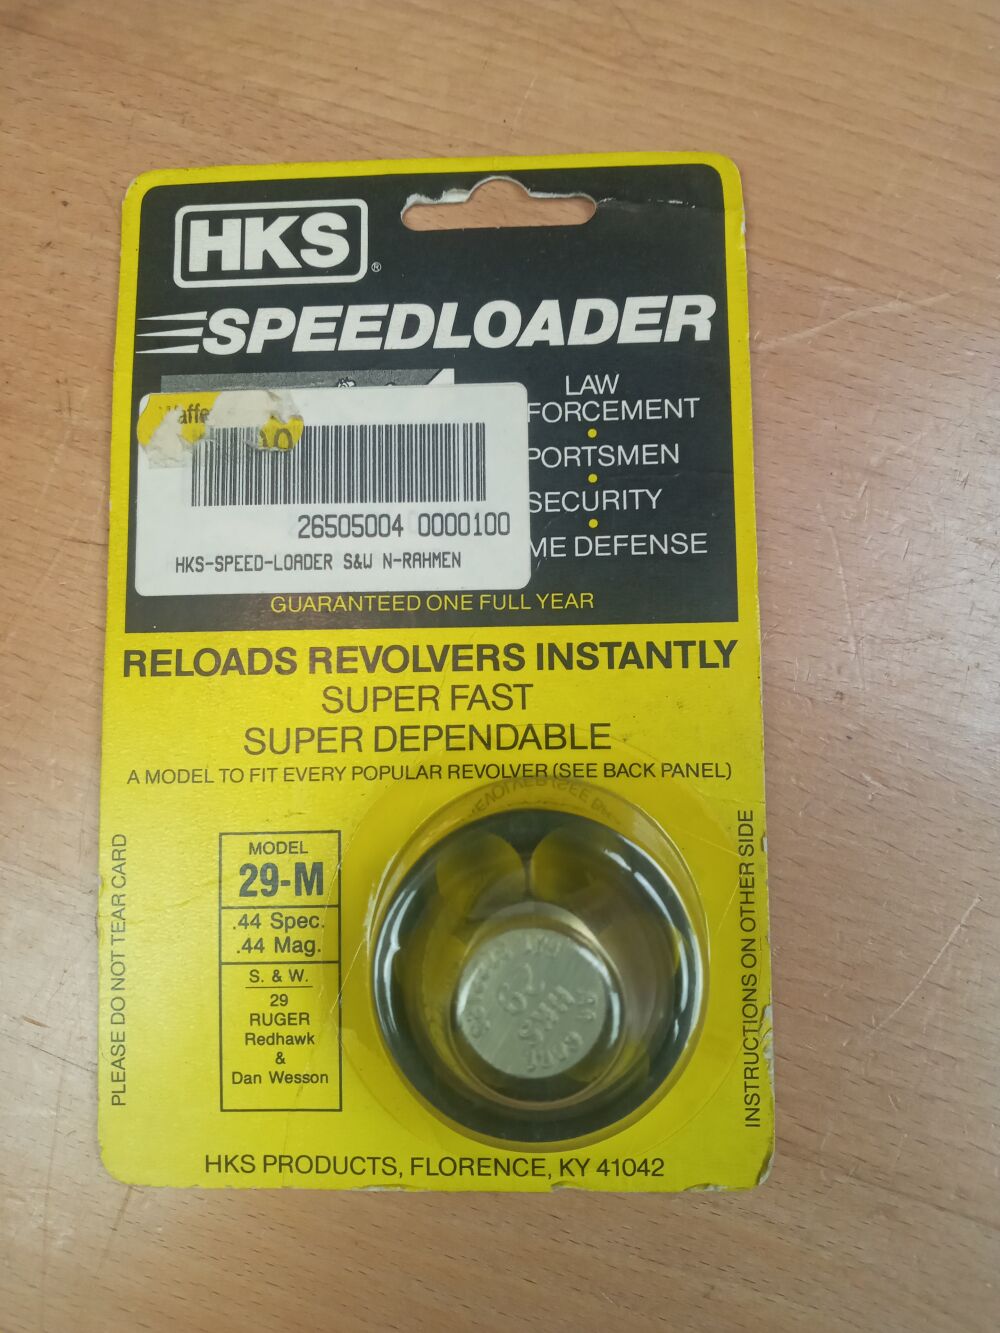 HKS
®
SPEEDLOADER
LAW
FORCEMENT
PORTSMEN
SECURITY
ME DEFENSE
26505004 0000100
HKS-SPEED-LOADER S&W N-RAHMEN
GUARANTEED ONE FULL YEAR
RELOADS REVOLVERS INSTANTLY
SUPER FAST
SUPER DEPENDABLE
A MODEL TO FIT EVERY POPULAR REVOLVER (SEE BACK PANEL)
PLEASE DO NOT TEAR CARD
MODEL
29-M
.44 Spec.
.44 Mag.
S. & W.
29
RUGER
Redhawk
&
Dan Wesson
HKS
INSTRUCTIONS ON OTHER SIDE
HKS PRODUCTS, FLORENCE, KY 41042